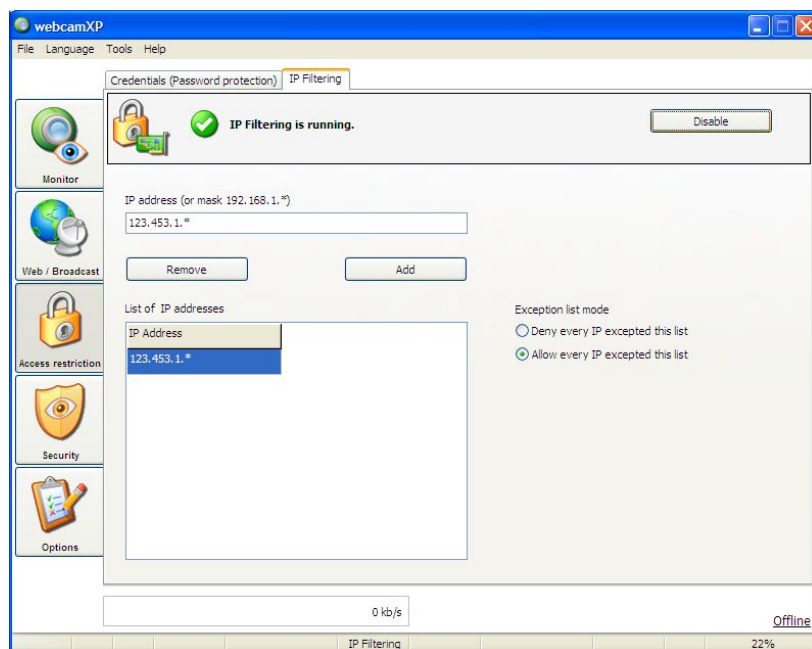 webcamXP
File Language Tools Help
Credentials (Password protection) IP Filtering
IP Filtering is running.
Disable
Monitor
IP address (or mask 192.168.1.*)
123.453.1.*
Web / Broadcast
Remove Add
List of IP addresses
Exception list mode
IP Address
Deny every IP excepted this list
123.453.1.*
Allow every IP excepted this list
Access restriction
Security
Options
0 kb/s
Offline
IP Filtering 22%